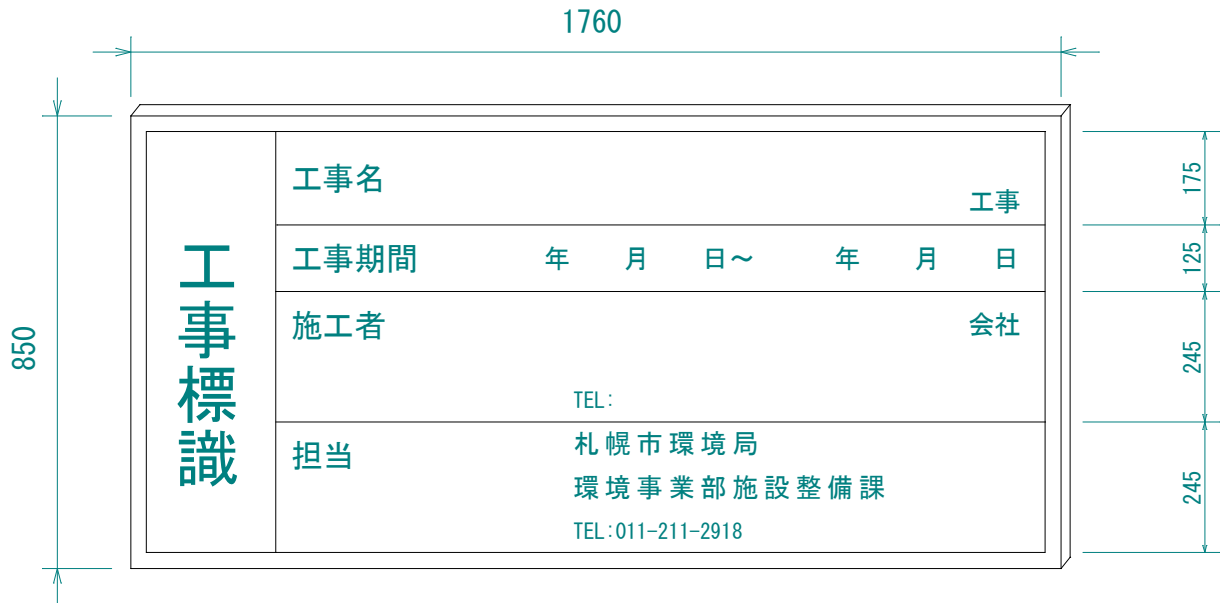 1760
850
工事標識
工事名
工事
175
工事期間 年 月 日～ 年 月 日
125
施工者
会社
TEL:
245
担当
札幌市環境局
環境事業部施設整備課
TEL:011-211-2918
245